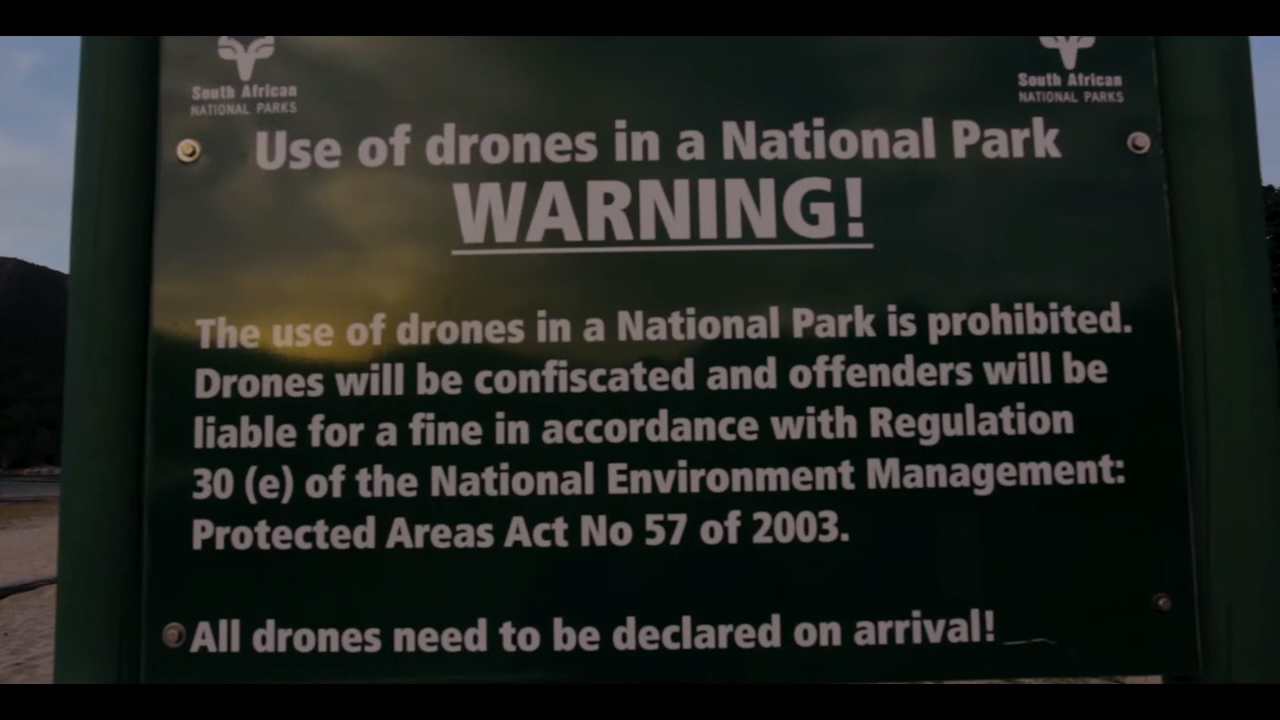 South African
NATIONAL PARKS
South African
NATIONAL PARKS
Use of drones in a National Park
WARNING!
The use of drones in a National Park is prohibited.
Drones will be confiscated and offenders will be
liable for a fine in accordance with Regulation
30 (e) of the National Environment Management:
Protected Areas Act No 57 of 2003.
All drones need to be declared on arrival!